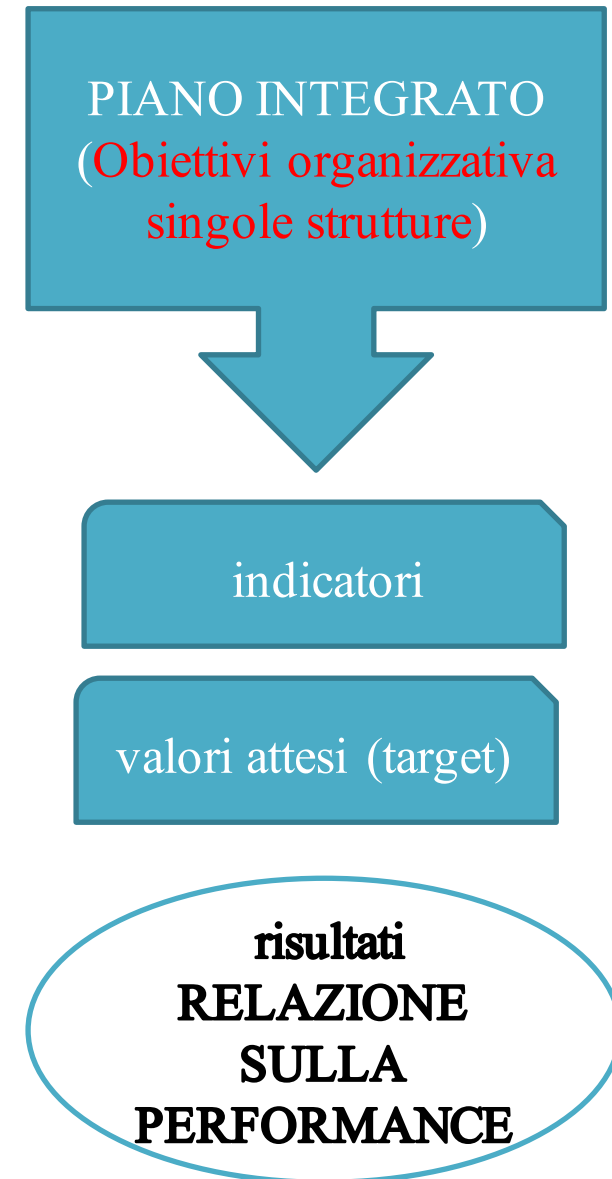 PIANO INTEGRATO
(Obiettivi organizzativa
singole strutture)
indicatori
valori attesi (target)
risultati
RELAZIONE
SULLA
PERFORMANCE